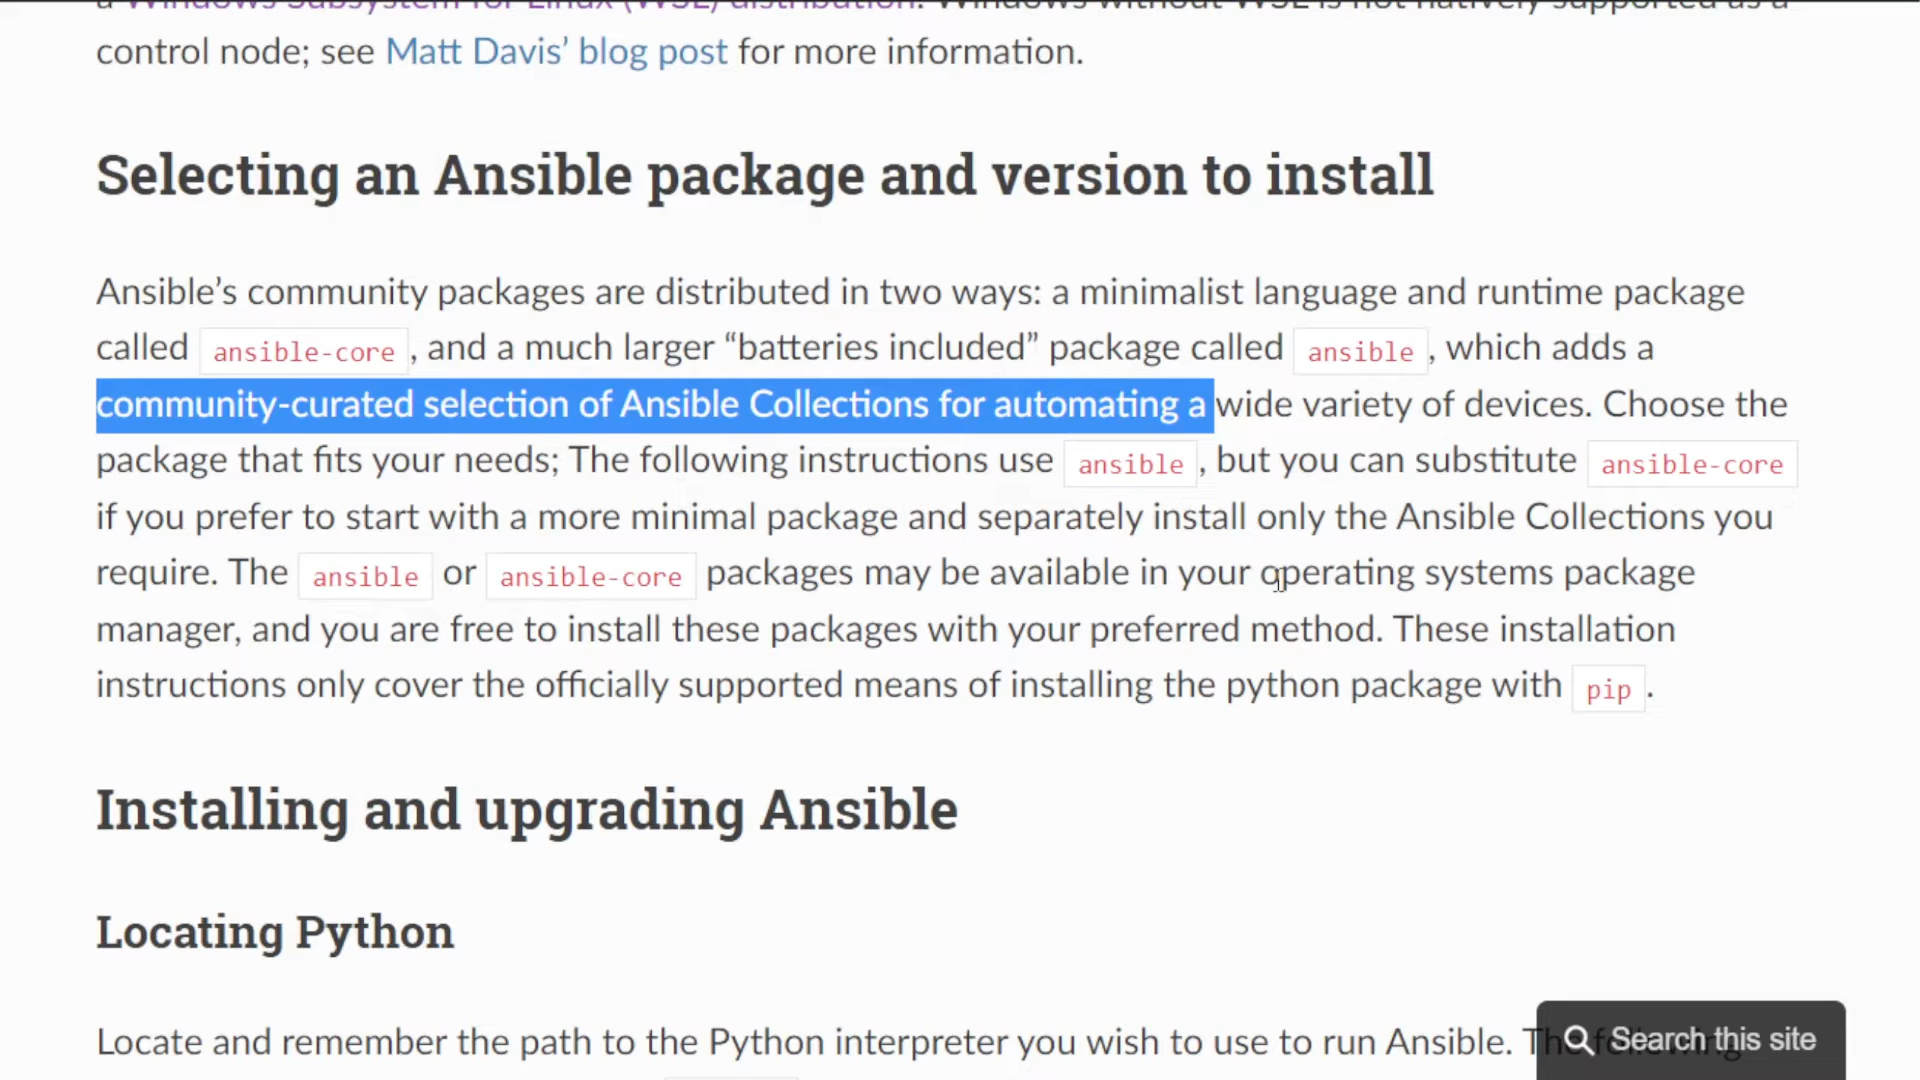 a Windows Subsystem for Linux (WSL) distribution. Windows without WSL is not natively supported as a
control node; see Matt Davis’ blog post for more information.
Selecting an Ansible package and version to install
Ansible’s community packages are distributed in two ways: a minimalist language and runtime package
called ansible-core, and a much larger “batteries included” package called ansible, which adds a
community-curated selection of Ansible Collections for automating a wide variety of devices. Choose the
package that fits your needs; The following instructions use ansible, but you can substitute ansible-core
if you prefer to start with a more minimal package and separately install only the Ansible Collections you
require. The ansible or ansible-core packages may be available in your operating systems package
manager, and you are free to install these packages with your preferred method. These installation
instructions only cover the officially supported means of installing the python package with pip.
Installing and upgrading Ansible
Locating Python
Locate and remember the path to the Python interpreter you wish to use to run Ansible. The following
Search this site